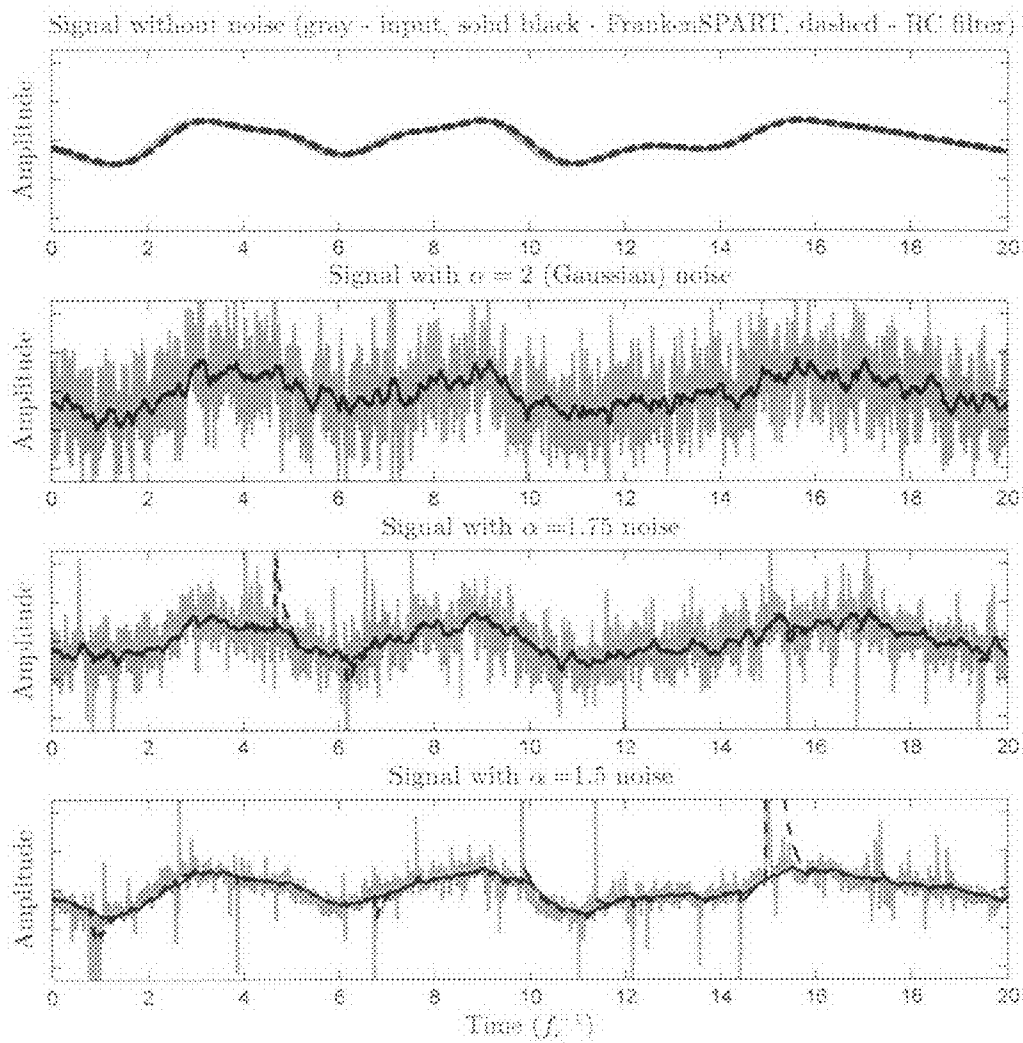 Signal without noise (gray - input, solid black - FrankenSPART, dashed - RC filter)
Amplitude
0 2 4 6 8 10 12 14 16 18 20
Signal with α = 2 (Gaussian) noise
Amplitude
0 2 4 6 8 10 12 14 16 18 20
Signal with α =1.75 noise
Amplitude
0 2 4 6 8 10 12 14 16 18 20
Signal with α =1.5 noise
Amplitude
0 2 4 6 8 10 12 14 16 18 20
Time